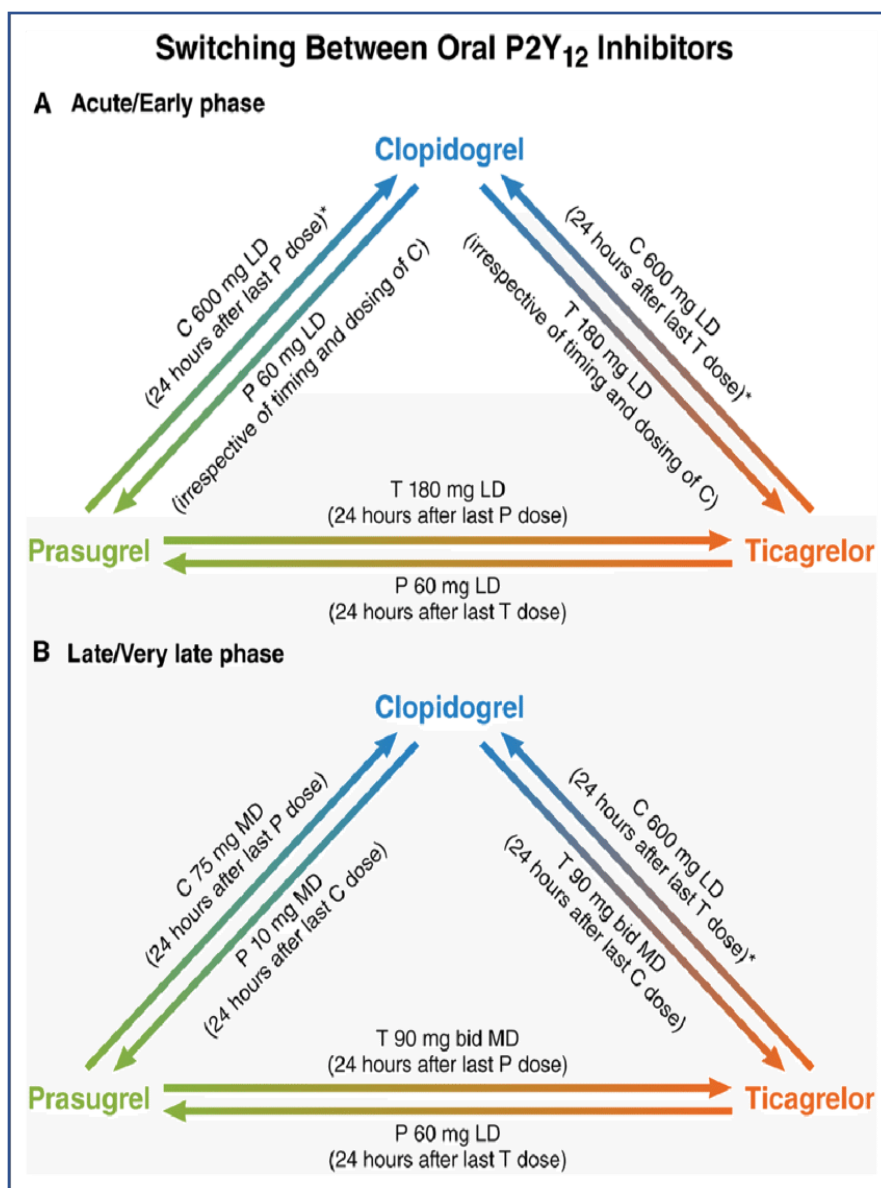 Switching Between Oral P2Y12 Inhibitors
A Acute/Early phase
Clopidogrel
C 600 mg LD
(24 hours after last P dose)*
P 60 mg LD
(irrespective of timing and dosing of C)
C 600 mg LD
(24 hours after last T dose)*
T 180 mg LD
(irrespective of timing and dosing of C)
T 180 mg LD
(24 hours after last P dose)
Prasugrel
Ticagrelor
P 60 mg LD
(24 hours after last T dose)
B Late/Very late phase
Clopidogrel
C 75 mg MD
(24 hours after last P dose)
P 10 mg MD
(24 hours after last C dose)
C 600 mg LD
(24 hours after last T dose)*
T 90 mg bid MD
(24 hours after last C dose)
T 90 mg bid MD
(24 hours after last P dose)
Prasugrel
Ticagrelor
P 60 mg LD
(24 hours after last T dose)